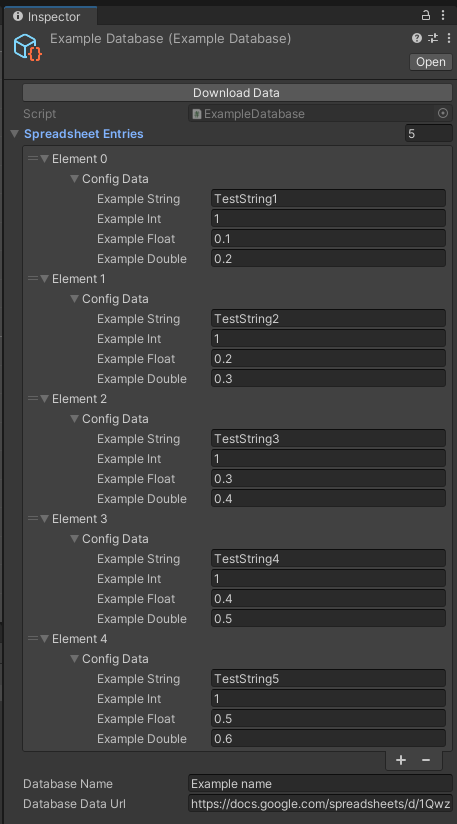 Inspector
Example Database (Example Database)
Open
Download Data
Script ExampleDatabase
Spreadsheet Entries 5
Element 0
Config Data
Example String TestString1
Example Int 1
Example Float 0.1
Example Double 0.2
Element 1
Config Data
Example String TestString2
Example Int 1
Example Float 0.2
Example Double 0.3
Element 2
Config Data
Example String TestString3
Example Int 1
Example Float 0.3
Example Double 0.4
Element 3
Config Data
Example String TestString4
Example Int 1
Example Float 0.4
Example Double 0.5
Element 4
Config Data
Example String TestString5
Example Int 1
Example Float 0.5
Example Double 0.6
Database Name Example name
Database Data Url https://docs.google.com/spreadsheets/d/1Qwz